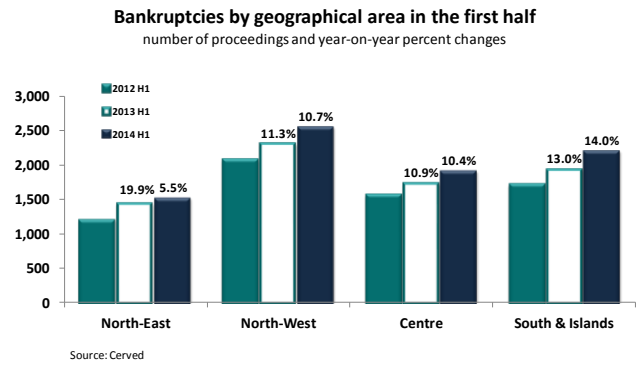 Bankruptcies by geographical area in the first half
number of proceedings and year-on-year percent changes
2012 H1
2013 H1
2014 H1
3,000
2,500
2,000
1,500
1,000
500
0
19.9% 5.5%
11.3% 10.7%
10.9% 10.4%
13.0% 14.0%
North-East North-West Centre South & Islands
Source: Cerved